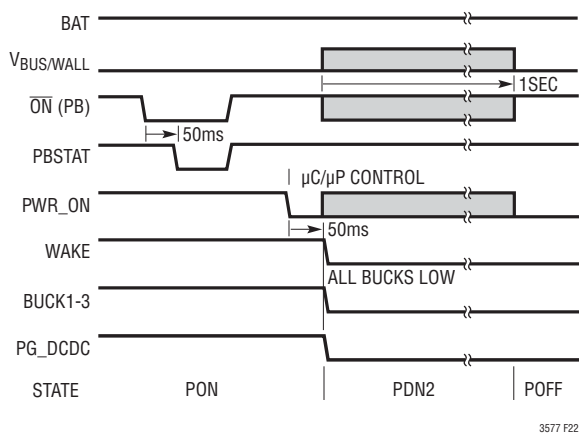 BAT
VBUS/WALL
1SEC
ON (PB)
50ms
PBSTAT
µC/µP CONTROL
PWR_ON
50ms
WAKE
ALL BUCKS LOW
BUCK1-3
PG_DCDC
STATE PON PDN2 POFF
3577 F22